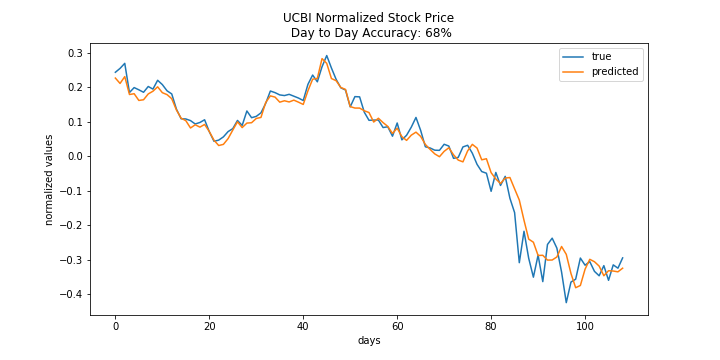 UCBI Normalized Stock Price
Day to Day Accuracy: 68%
true
predicted
normalized values
0.3
0.2
0.1
0.0
−0.1
−0.2
−0.3
−0.4
0
20
40
60
80
100
days